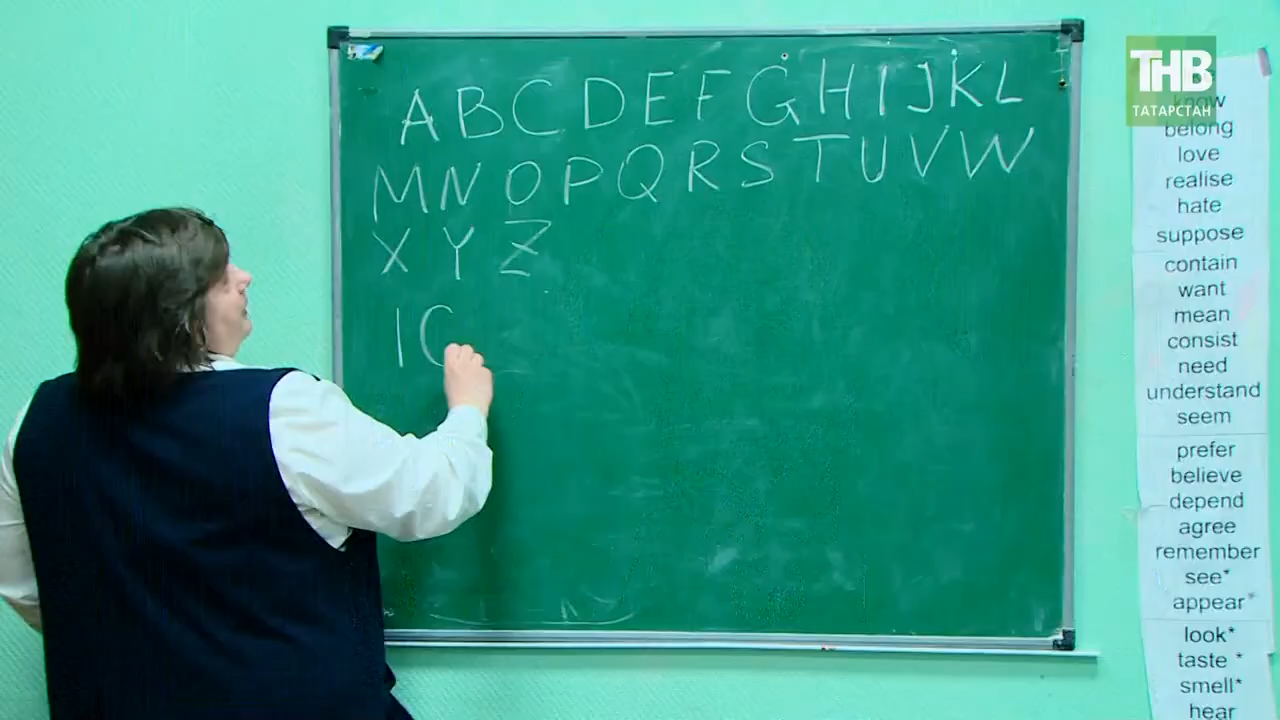 A B C D E F G H I J K L
M N O P Q R S T U V W
X Y Z
ТНВ
ТАТАРСТАН
know
belong
love
realise
hate
suppose
contain
want
mean
consist
need
understand
seem
prefer
believe
depend
agree
remember
see*
appear*
look*
taste *
smell*
hear